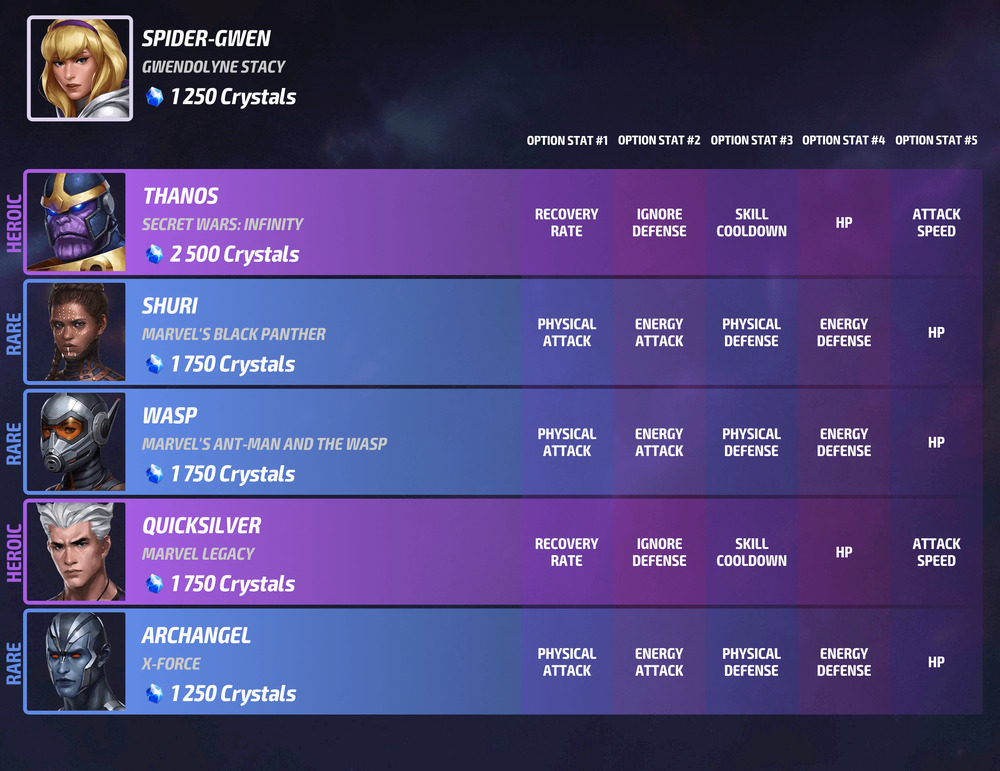 SPIDER-GWEN
GWENDOLYNE STACY
1 250 Crystals
OPTION STAT #1 OPTION STAT #2 OPTION STAT #3 OPTION STAT #4 OPTION STAT #5
HEROIC
THANOS
SECRET WARS: INFINITY
2 500 Crystals
RECOVERY
RATE
IGNORE
DEFENSE
SKILL
COOLDOWN
HP
ATTACK
SPEED
RARE
SHURI
MARVEL'S BLACK PANTHER
1 750 Crystals
PHYSICAL
ATTACK
ENERGY
ATTACK
PHYSICAL
DEFENSE
ENERGY
DEFENSE
HP
RARE
WASP
MARVEL'S ANT-MAN AND THE WASP
1 750 Crystals
PHYSICAL
ATTACK
ENERGY
ATTACK
PHYSICAL
DEFENSE
ENERGY
DEFENSE
HP
HEROIC
QUICKSILVER
MARVEL LEGACY
1 750 Crystals
RECOVERY
RATE
IGNORE
DEFENSE
SKILL
COOLDOWN
HP
ATTACK
SPEED
RARE
ARCHANGEL
X-FORCE
1 250 Crystals
PHYSICAL
ATTACK
ENERGY
ATTACK
PHYSICAL
DEFENSE
ENERGY
DEFENSE
HP